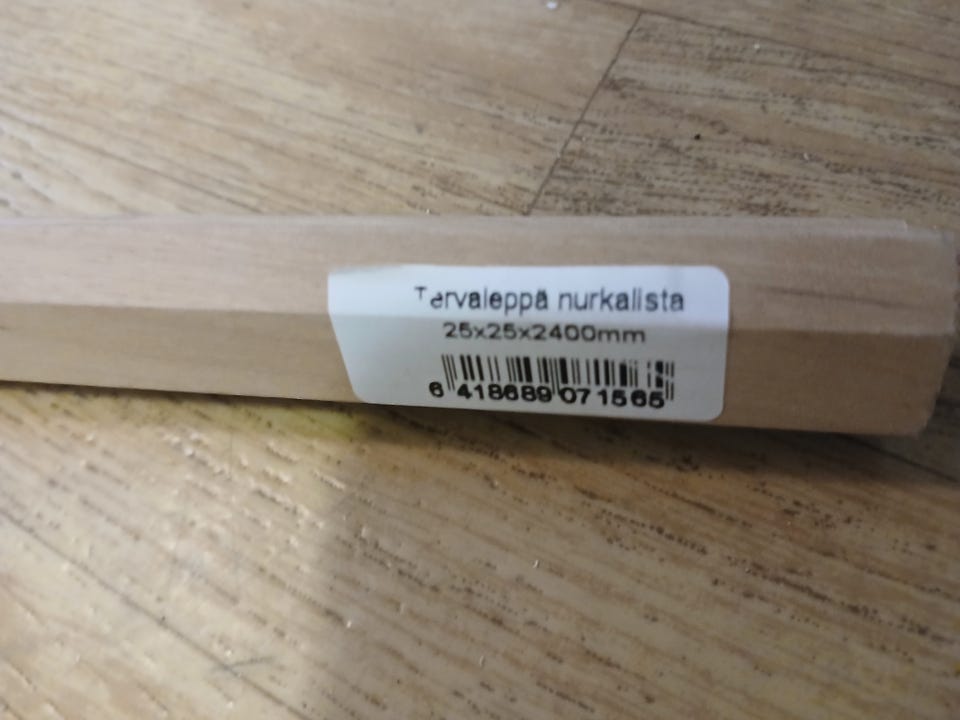 Tervaleppä nurkalista
25x25x2400mm
6 418689 071565